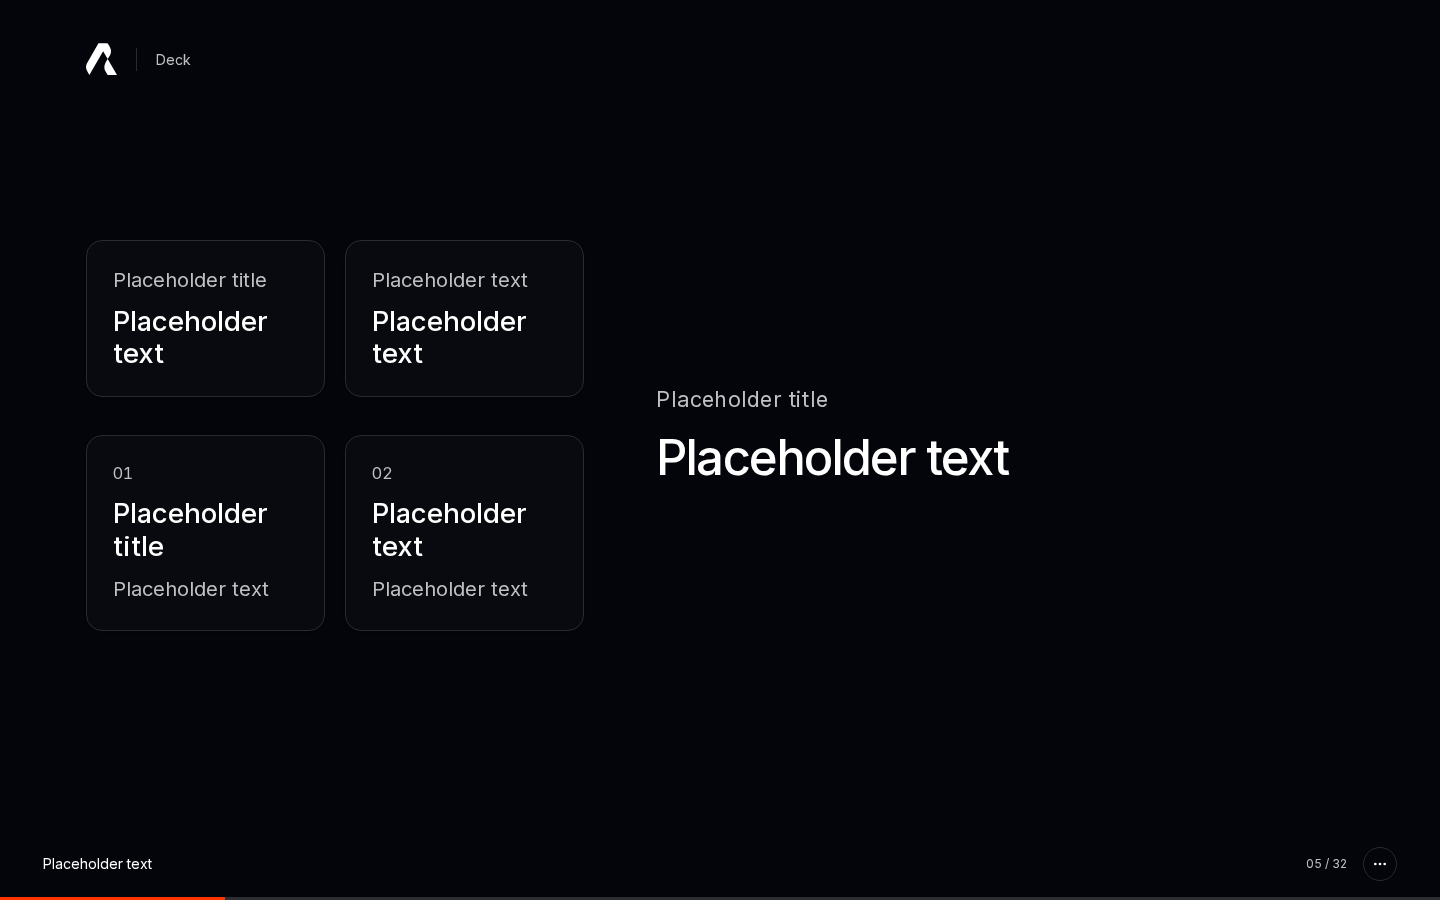 Deck
Placeholder title
Placeholder
text
Placeholder text
Placeholder
text
01
Placeholder
title
Placeholder text
02
Placeholder
text
Placeholder text
Placeholder title
Placeholder text
Placeholder text
05 / 32